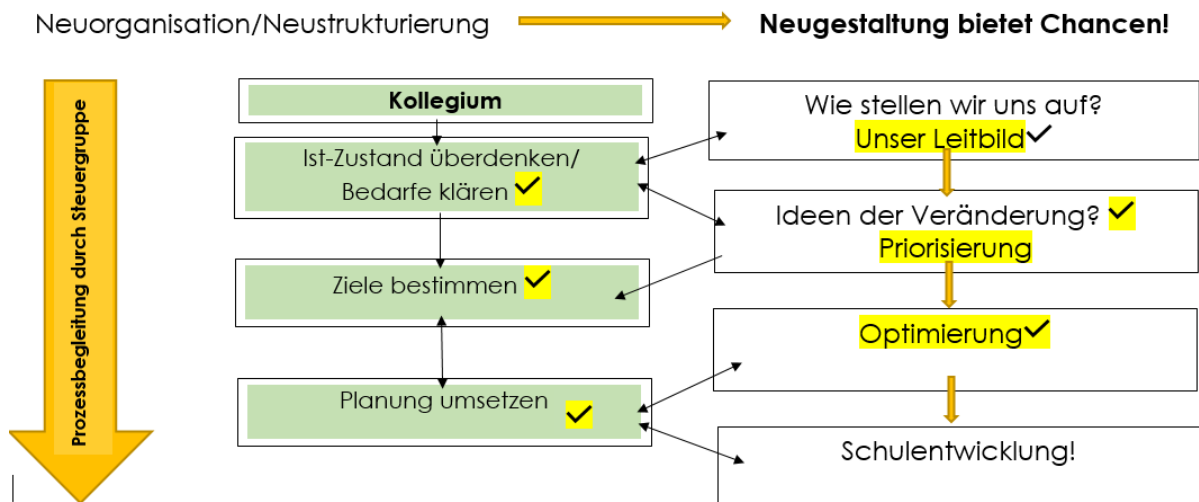 Neuorganisation/Neustrukturierung
Neugestaltung bietet Chancen!
Prozessbegleitung durch Steuergruppe
Kollegium
Ist-Zustand überdenken/
Bedarfe klären
Ziele bestimmen
Planung umsetzen
Wie stellen wir uns auf?
Unser Leitbild
Ideen der Veränderung?
Priorisierung
Optimierung
Schulentwicklung!